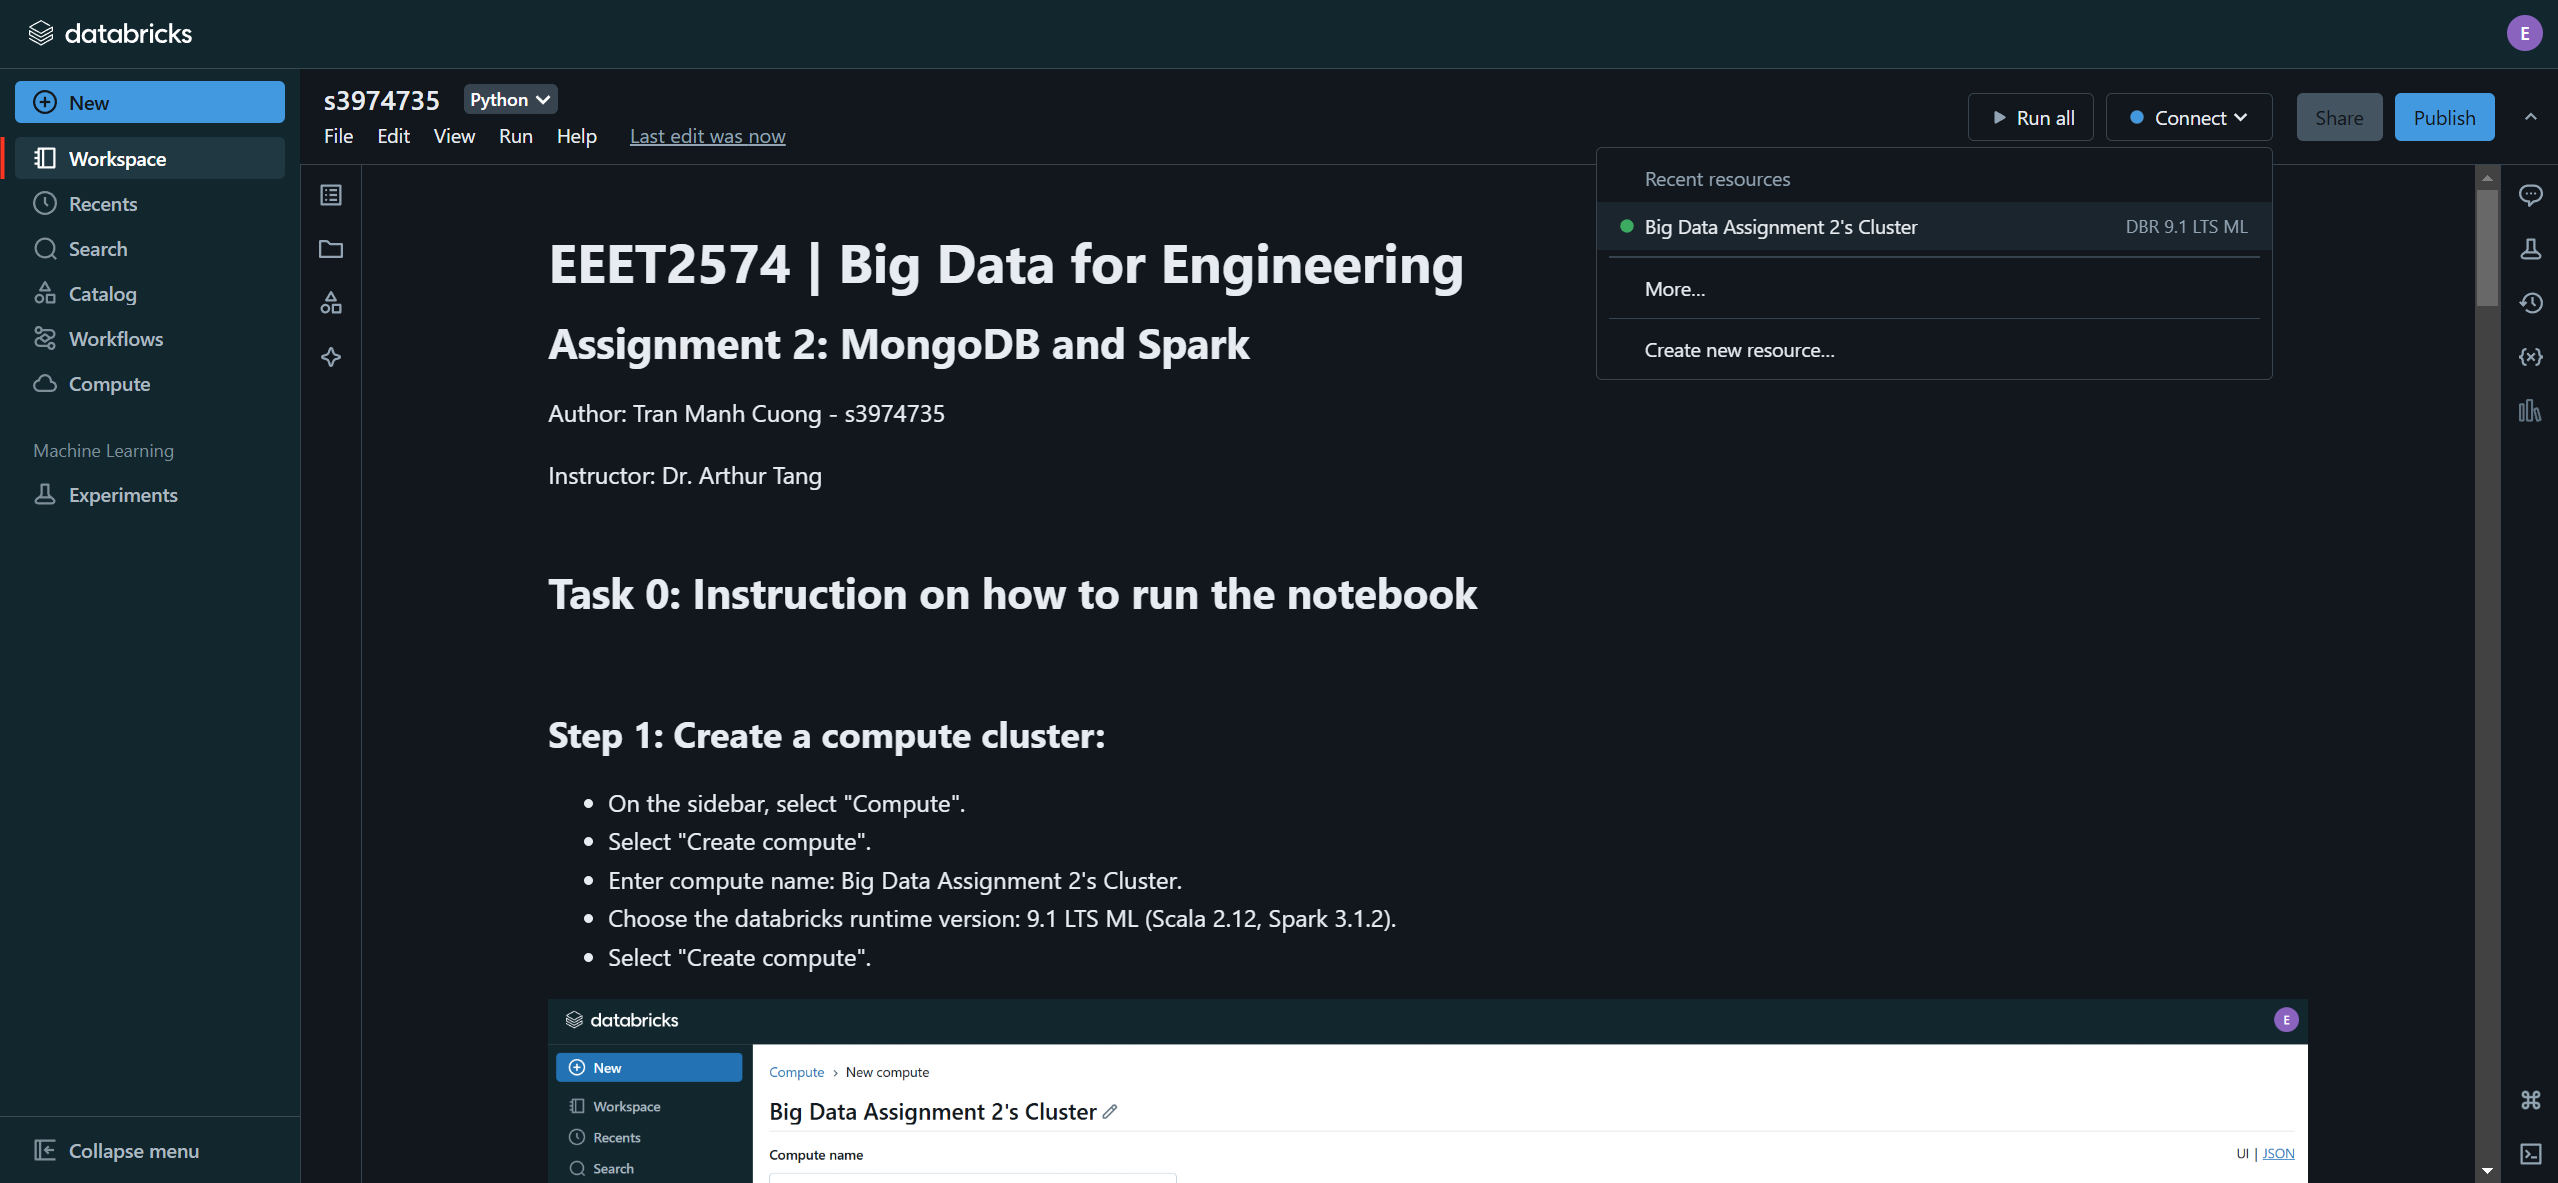 databricks
E
New
Workspace
Recents
Search
Catalog
Workflows
Compute
Machine Learning
Experiments
Collapse menu
s3974735 Python
File Edit View Run Help Last edit was now
Run all Connect Share Publish
Recent resources
Big Data Assignment 2's Cluster DBR 9.1 LTS ML
More...
Create new resource...
EEET2574 | Big Data for Engineering
Assignment 2: MongoDB and Spark
Author: Tran Manh Cuong - s3974735
Instructor: Dr. Arthur Tang
Task 0: Instruction on how to run the notebook
Step 1: Create a compute cluster:
• On the sidebar, select "Compute".
• Select "Create compute".
• Enter compute name: Big Data Assignment 2's Cluster.
• Choose the databricks runtime version: 9.1 LTS ML (Scala 2.12, Spark 3.1.2).
• Select "Create compute".
databricks
E
New
Workspace
Recents
Search
Compute › New compute
Big Data Assignment 2's Cluster
Compute name
UI | JSON